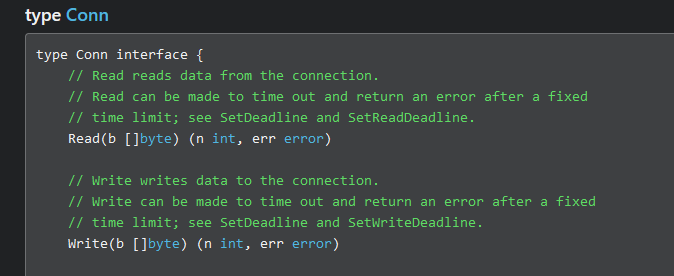 type Conn
type Conn interface {
    // Read reads data from the connection.
    // Read can be made to time out and return an error after a fixed
    // time limit; see SetDeadline and SetReadDeadline.
    Read(b []byte) (n int, err error)

    // Write writes data to the connection.
    // Write can be made to time out and return an error after a fixed
    // time limit; see SetDeadline and SetWriteDeadline.
    Write(b []byte) (n int, err error)